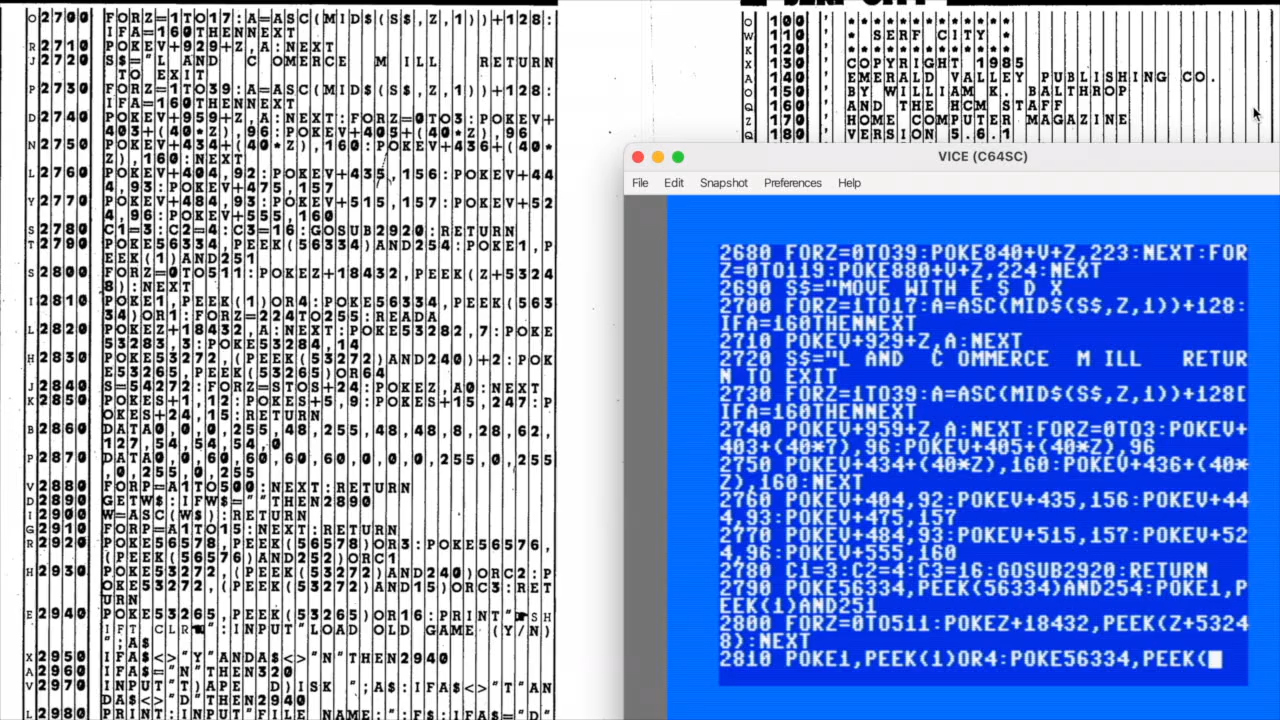 O 2700 FORZ=1TO17:A=ASC(MID$(S$,Z,1))+128:
IFA=160THENNEXT
R 2710 POKEV+929+Z,A:NEXT
J 2720 S$="L AND  C OMMERCE  M ILL   RETURN
 TO EXIT
P 2730 FORZ=1TO39:A=ASC(MID$(S$,Z,1))+128:
IFA=160THENNEXT
D 2740 POKEV+959+Z,A:NEXT:FORZ=0TO3:POKEV+
403+(40*Z),96:POKEV+405+(40*Z),96
N 2750 POKEV+434+(40*Z),160:POKEV+436+(40*
Z),160:NEXT
L 2760 POKEV+404,92:POKEV+435,156:POKEV+44
4,93:POKEV+475,157
Y 2770 POKEV+484,93:POKEV+515,157:POKEV+52
4,96:POKEV+555,160
S 2780 C1=3:C2=4:C3=16:GOSUB2920:RETURN
T 2790 POKE56334,PEEK(56334)AND254:POKE1,P
EEK(1)AND251
S 2800 FORZ=0TO511:POKEZ+18432,PEEK(Z+5324
8):NEXT
I 2810 POKE1,PEEK(1)OR4:POKE56334,PEEK(563
34)OR1:FORZ=224TO255:READA
L 2820 POKEZ+18432,A:NEXT:POKE53282,7:POKE
53283,3:POKE53284,14
H 2830 POKE53272,(PEEK(53272)AND240)+2:POK
E53265,PEEK(53265)OR64
J 2840 S=54272:FORZ=STOS+24:POKEZ,A0:NEXT
K 2850 POKES+1,12:POKES+5,9:POKES+15,247:P
OKES+24,15:RETURN
B 2860 DATA0,0,0,255,48,255,48,48,8,28,62,
127,54,54,54,0
P 2870 DATA0,0,60,60,60,60,0,0,0,255,0,255
,0,255,0,255
V 2880 FORP=A1TO500:NEXT:RETURN
D 2890 GETW$:IFW$=""THEN2890
I 2900 W=ASC(W$):RETURN
G 2910 FORP=A1TO15:NEXT:RETURN
R 2920 POKE56578,PEEK(56578)OR3:POKE56576,
(PEEK(56576)AND252)ORC1
H 2930 POKE53272,(PEEK(53272)AND240)ORC2:P
OKE53272,(PEEK(53272)AND15)ORC3:RET
URN
E 2940 POKE53265,PEEK(53265)OR16:PRINT"☛SH
IFT CLR☚":INPUT"LOAD OLD GAME (Y/N)
";A$
X 2950 IFA$<>"Y"ANDA$<>"N"THEN2940
A 2960 IFA$="N"THEN320
V 2970 INPUT"T)APE  D)ISK ";A$:IFA$<>"T"AN
DA$<>"D"THEN2940
L 2980 PRINT:INPUT"FILE NAME:";F$:IFA$="D"
SERF CITY
O 100 ' ***********
W 110 ' * SERF CITY *
K 120 ' ***********
X 130 ' COPYRIGHT 1985
A 140 ' EMERALD VALLEY PUBLISHING CO.
O 150 ' BY WILLIAM K. BALTHROP
Q 160 ' AND THE HCM STAFF
Z 170 ' HOME COMPUTER MAGAZINE
Q 180 ' VERSION 5.6.1
VICE (C64SC)
File Edit Snapshot Preferences Help
2680 FORZ=0TO39:POKE840+V+Z,223:NEXT:FOR
Z=0TO119:POKE880+V+Z,224:NEXT
2690 S$="MOVE WITH E S D X
2700 FORZ=1TO17:A=ASC(MID$(S$,Z,1))+128:
IFA=160THENNEXT
2710 POKEV+929+Z,A:NEXT
2720 S$="L AND  C OMMERCE  M ILL   RETUR
N TO EXIT
2730 FORZ=1TO39:A=ASC(MID$(S$,Z,1))+128[
IFA=160THENNEXT
2740 POKEV+959+Z,A:NEXT:FORZ=0TO3:POKEV+
403+(40*7),96:POKEV+405+(40*Z),96
2750 POKEV+434+(40*Z),160:POKEV+436+(40*
Z),160:NEXT
2760 POKEV+404,92:POKEV+435,156:POKEV+44
4,93:POKEV+475,157
2770 POKEV+484,93:POKEV+515,157:POKEV+52
4,96:POKEV+555,160
2780 C1=3:C2=4:C3=16:GOSUB2920:RETURN
2790 POKE56334,PEEK(56334)AND254:POKE1,P
EEK(1)AND251
2800 FORZ=0TO511:POKEZ+18432,PEEK(Z+5324
8):NEXT
2810 POKE1,PEEK(1)OR4:POKE56334,PEEK(